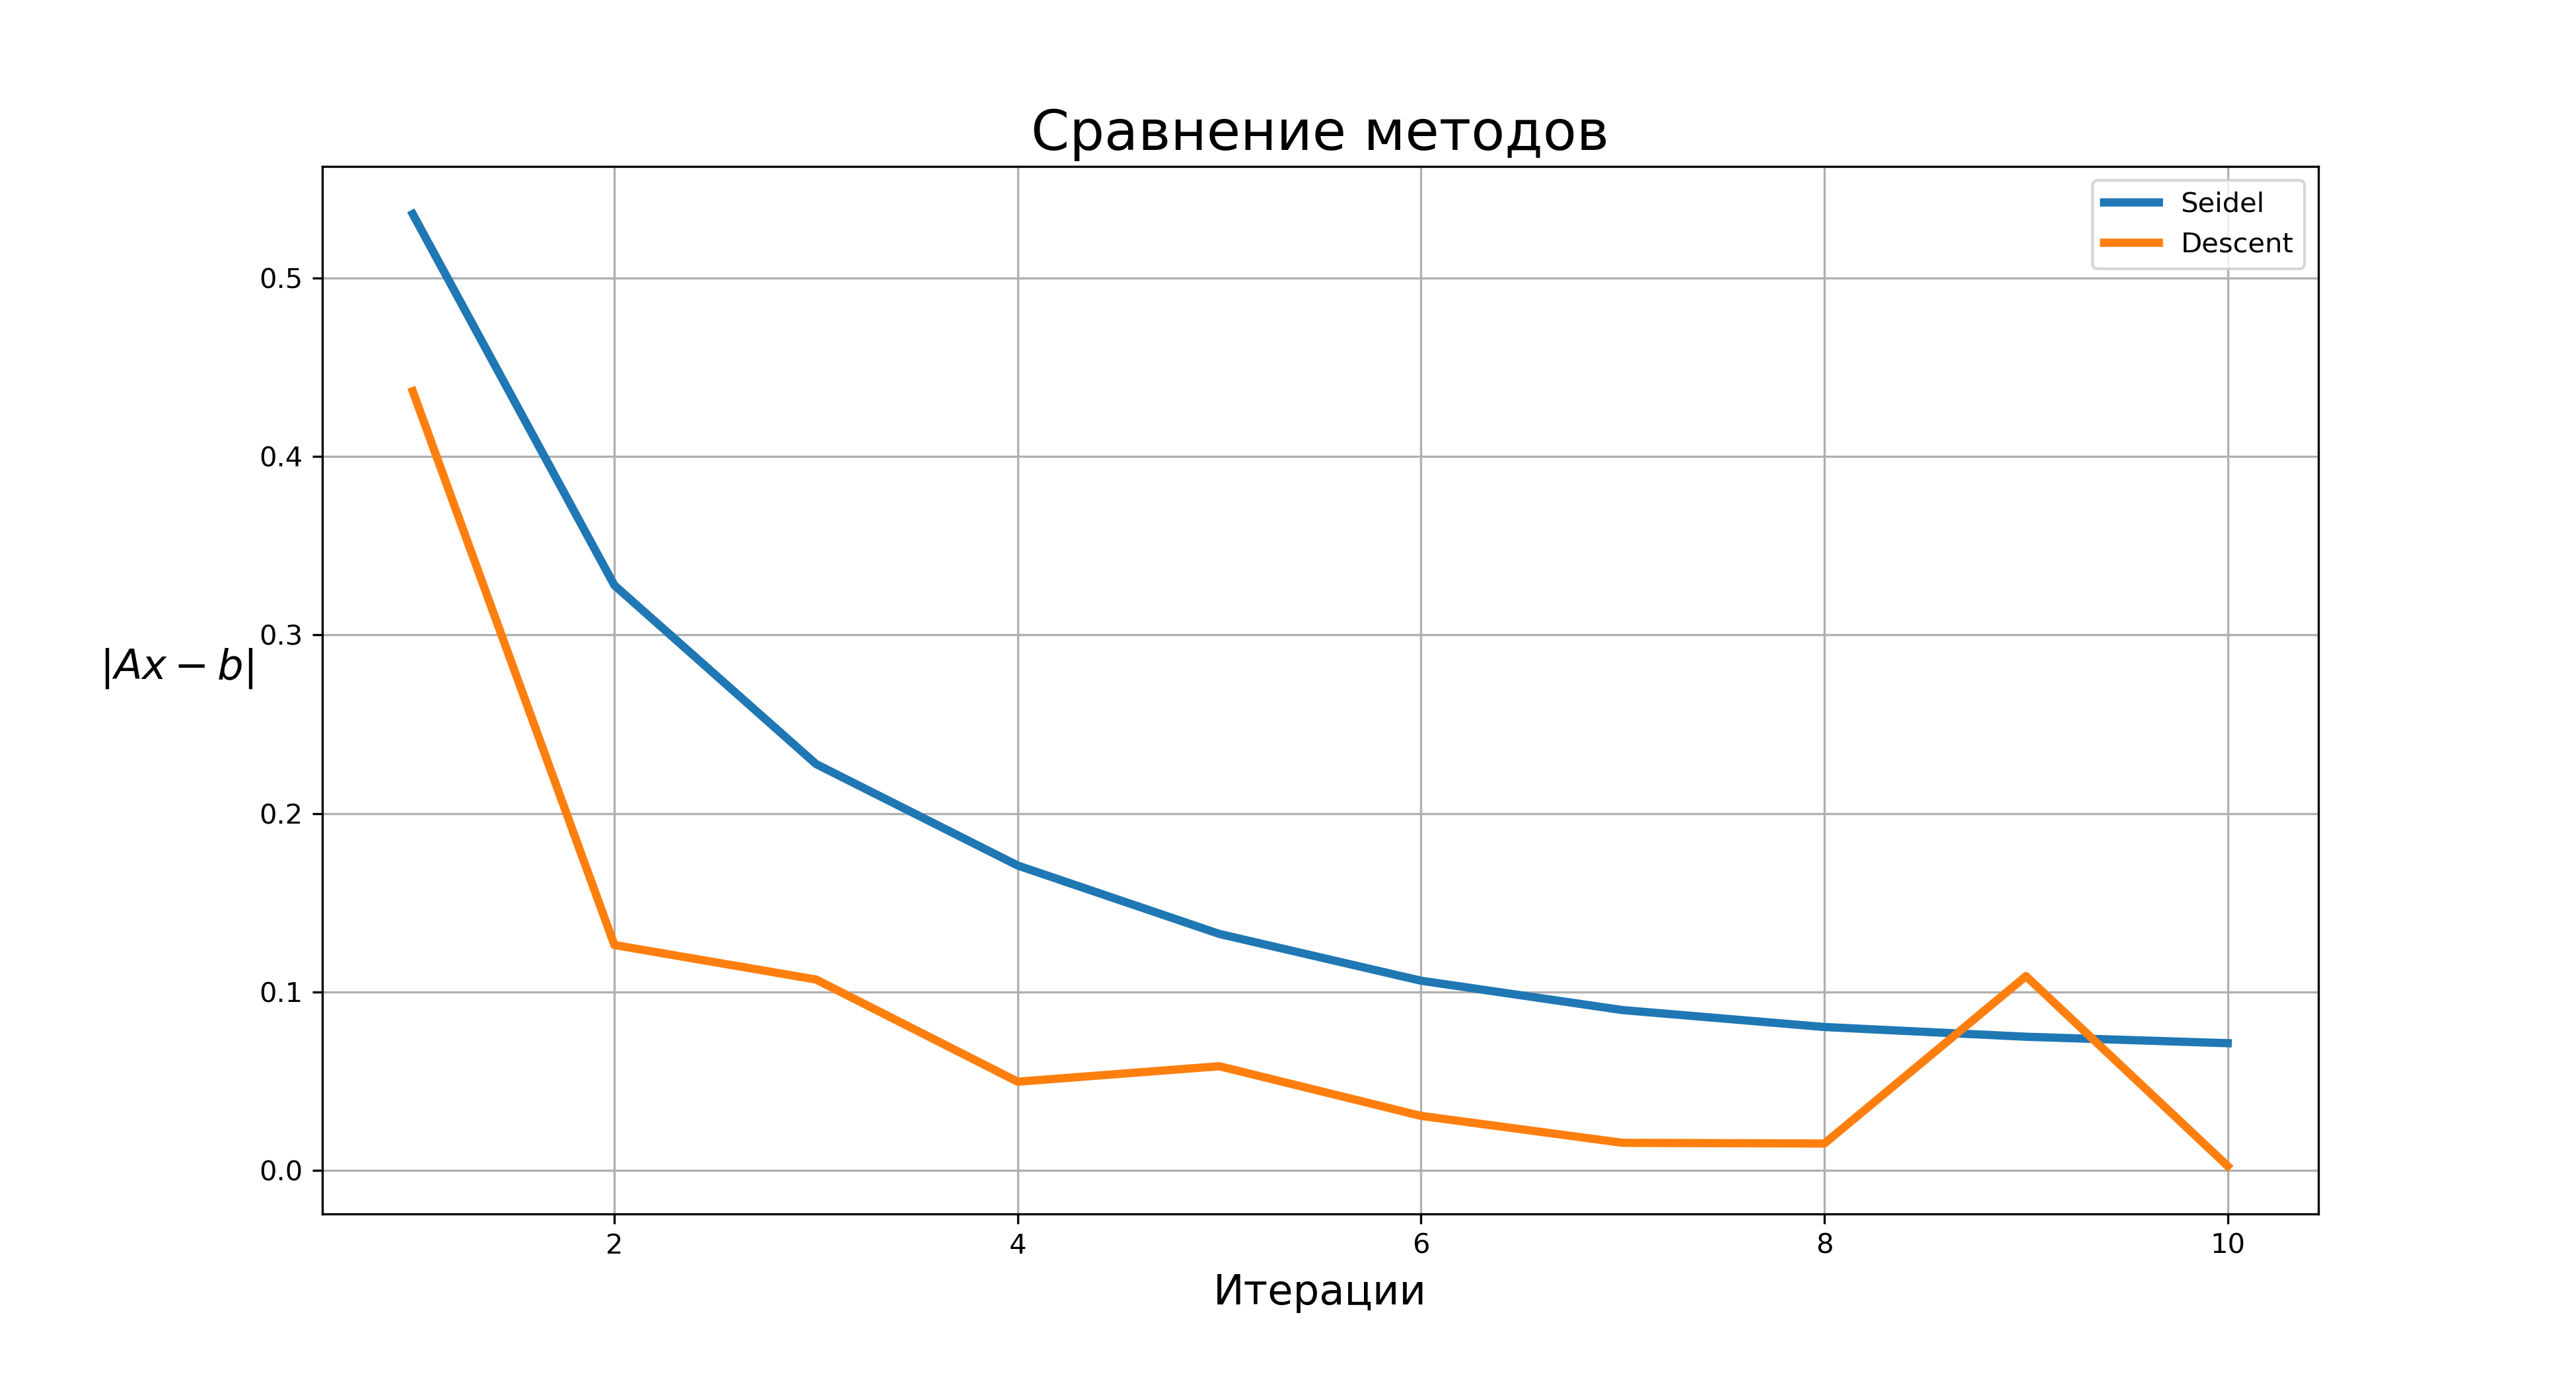 Сравнение методов
Seidel
Descent
0.5
0.4
0.3
|Ax − b|
0.2
0.1
0.0
2 4 6 8 10
Итерации